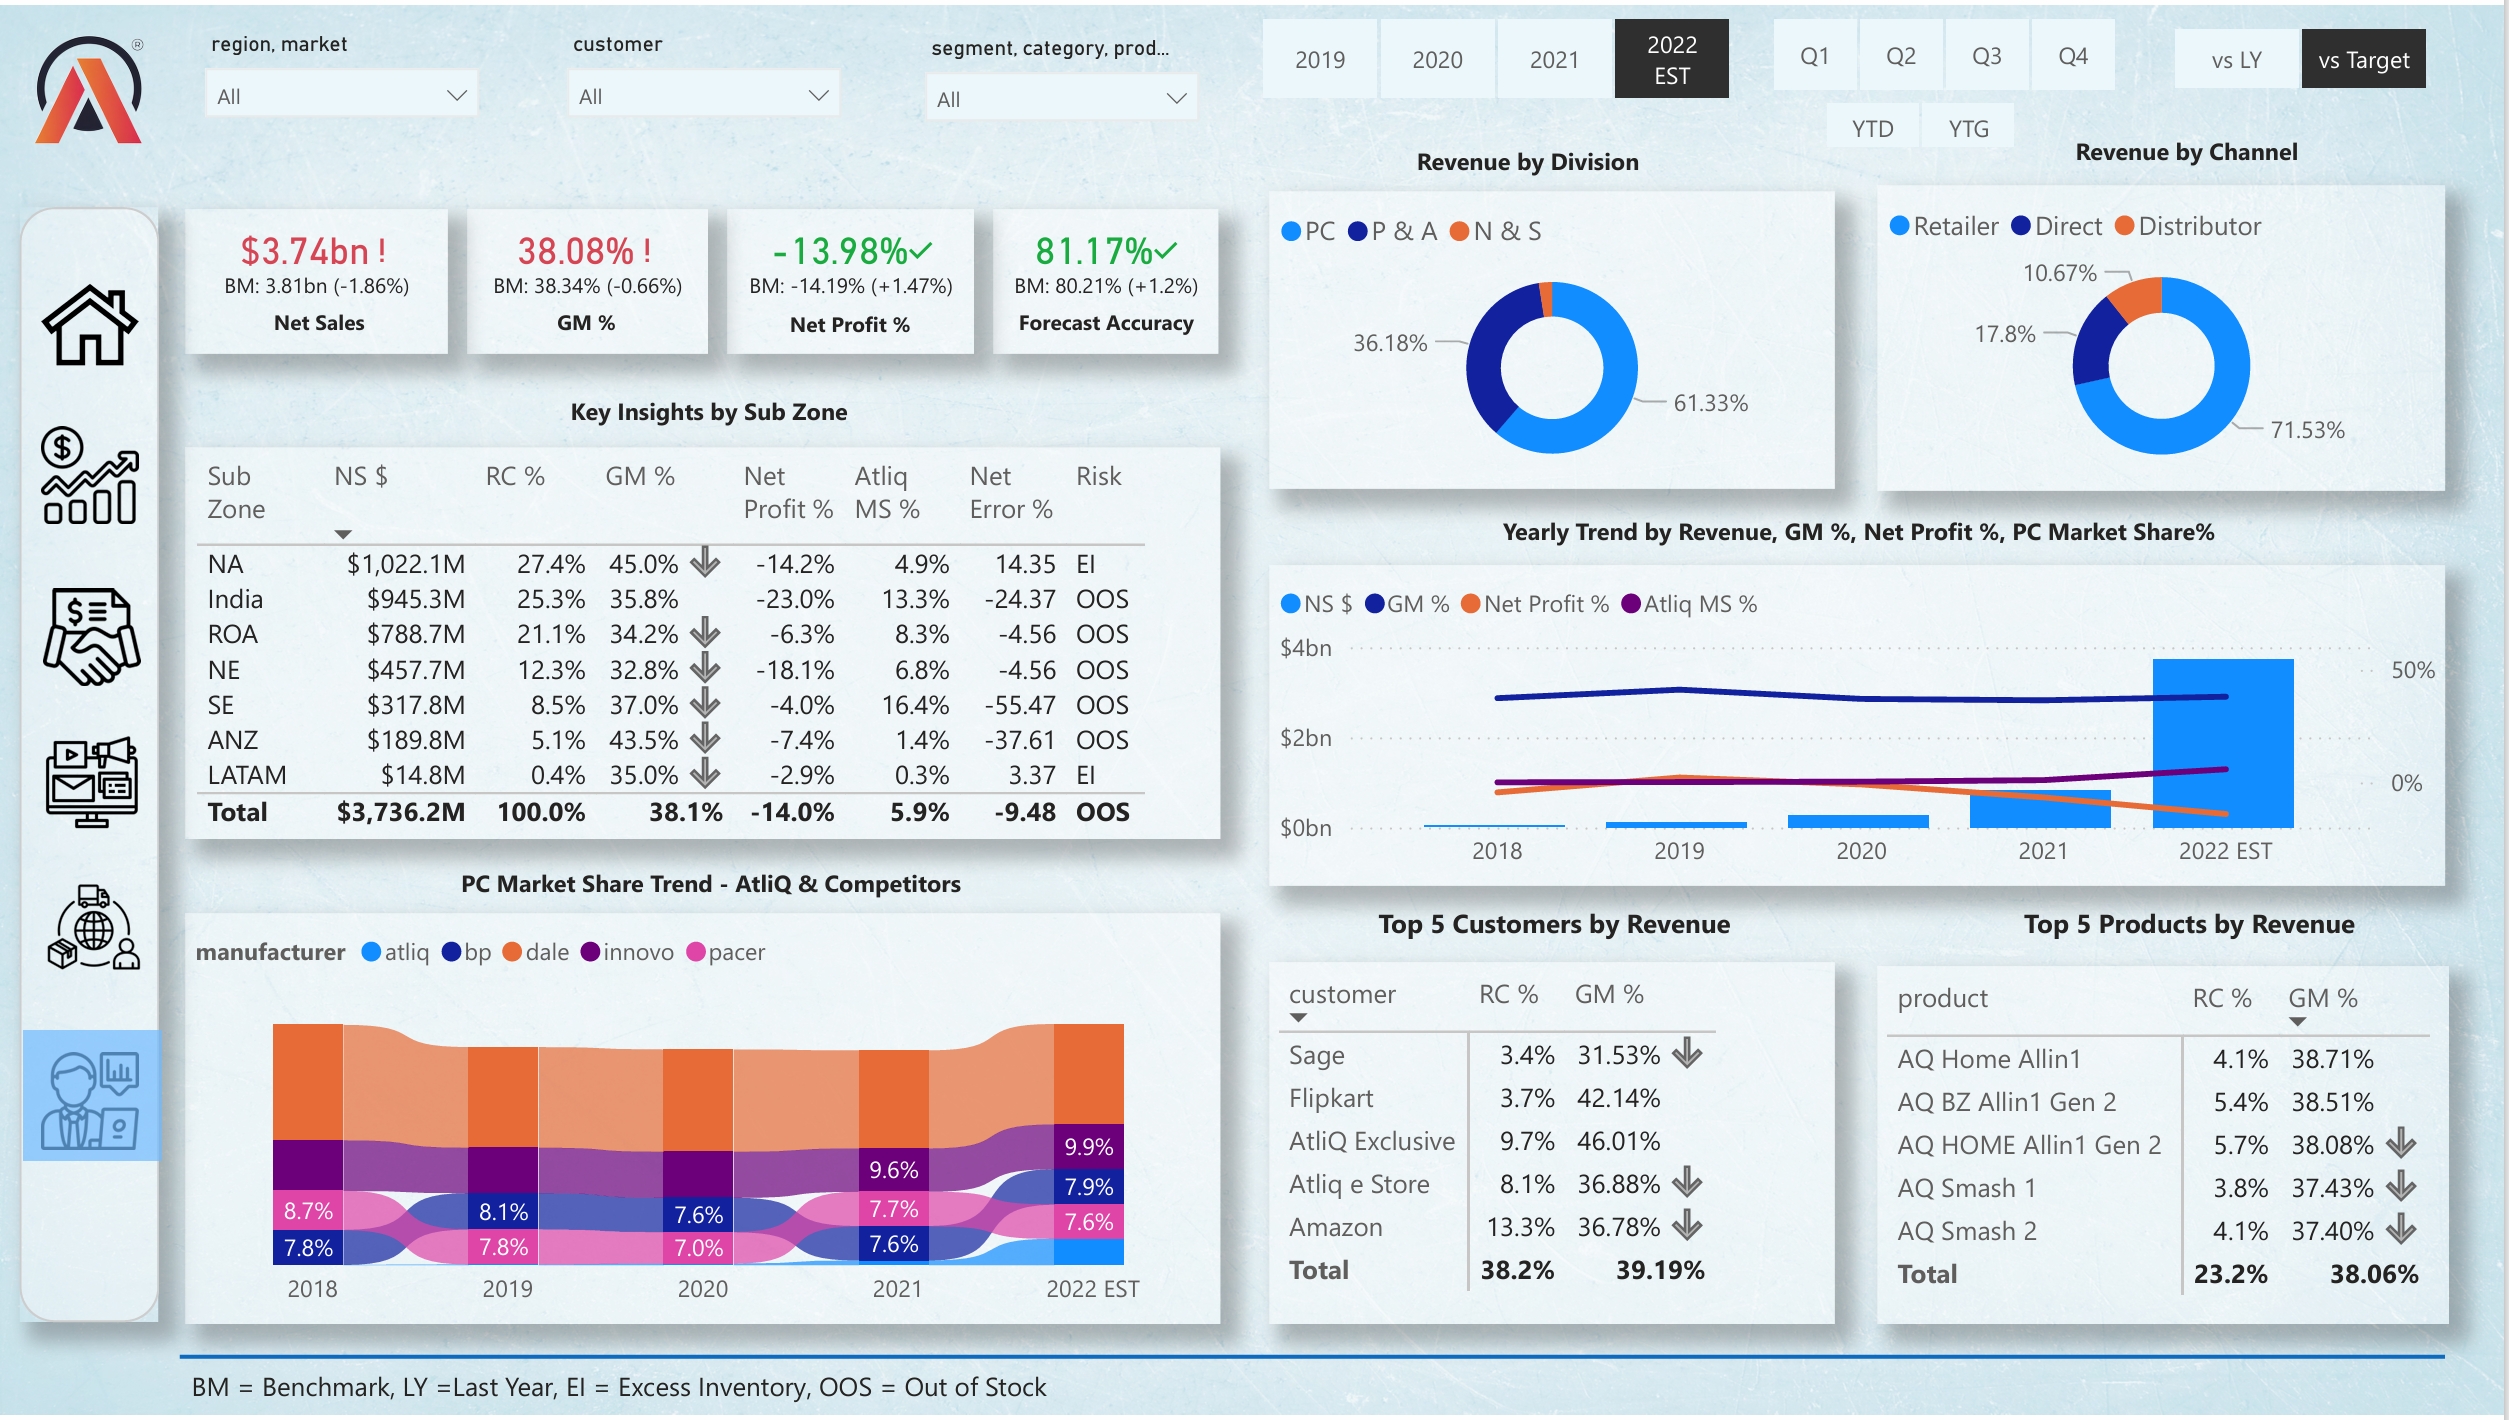 ®
region, market
customer
segment, category, prod...
All
All
All
2019
2020
2021
2022
EST
Q1
Q2
Q3
Q4
YTD
YTG
vs LY
vs Target
$3.74bn !
BM: 3.81bn (-1.86%)
Net Sales
38.08% !
BM: 38.34% (-0.66%)
GM %
-13.98%✓
BM: -14.19% (+1.47%)
Net Profit %
81.17%✓
BM: 80.21% (+1.2%)
Forecast Accuracy
Revenue by Division
PC P & A N & S
36.18%
61.33%
Revenue by Channel
Retailer Direct Distributor
10.67%
17.8%
71.53%
Key Insights by Sub Zone
Sub Zone NS $ RC % GM % Net Profit % Atliq MS % Net Error % Risk
NA $1,022.1M 27.4% 45.0% -14.2% 4.9% 14.35 EI
India $945.3M 25.3% 35.8% -23.0% 13.3% -24.37 OOS
ROA $788.7M 21.1% 34.2% -6.3% 8.3% -4.56 OOS
NE $457.7M 12.3% 32.8% -18.1% 6.8% -4.56 OOS
SE $317.8M 8.5% 37.0% -4.0% 16.4% -55.47 OOS
ANZ $189.8M 5.1% 43.5% -7.4% 1.4% -37.61 OOS
LATAM $14.8M 0.4% 35.0% -2.9% 0.3% 3.37 EI
Total $3,736.2M 100.0% 38.1% -14.0% 5.9% -9.48 OOS
Yearly Trend by Revenue, GM %, Net Profit %, PC Market Share%
NS $ GM % Net Profit % Atliq MS %
$4bn
$2bn
$0bn
50%
0%
2018 2019 2020 2021 2022 EST
PC Market Share Trend - AtliQ & Competitors
manufacturer atliq bp dale innovo pacer
8.7%
7.8%
8.1%
7.8%
7.6%
7.0%
9.6%
7.7%
7.6%
9.9%
7.9%
7.6%
2018 2019 2020 2021 2022 EST
Top 5 Customers by Revenue
customer RC % GM %
Sage 3.4% 31.53%
Flipkart 3.7% 42.14%
AtliQ Exclusive 9.7% 46.01%
Atliq e Store 8.1% 36.88%
Amazon 13.3% 36.78%
Total 38.2% 39.19%
Top 5 Products by Revenue
product RC % GM %
AQ Home Allin1 4.1% 38.71%
AQ BZ Allin1 Gen 2 5.4% 38.51%
AQ HOME Allin1 Gen 2 5.7% 38.08%
AQ Smash 1 3.8% 37.43%
AQ Smash 2 4.1% 37.40%
Total 23.2% 38.06%
BM = Benchmark, LY =Last Year, EI = Excess Inventory, OOS = Out of Stock